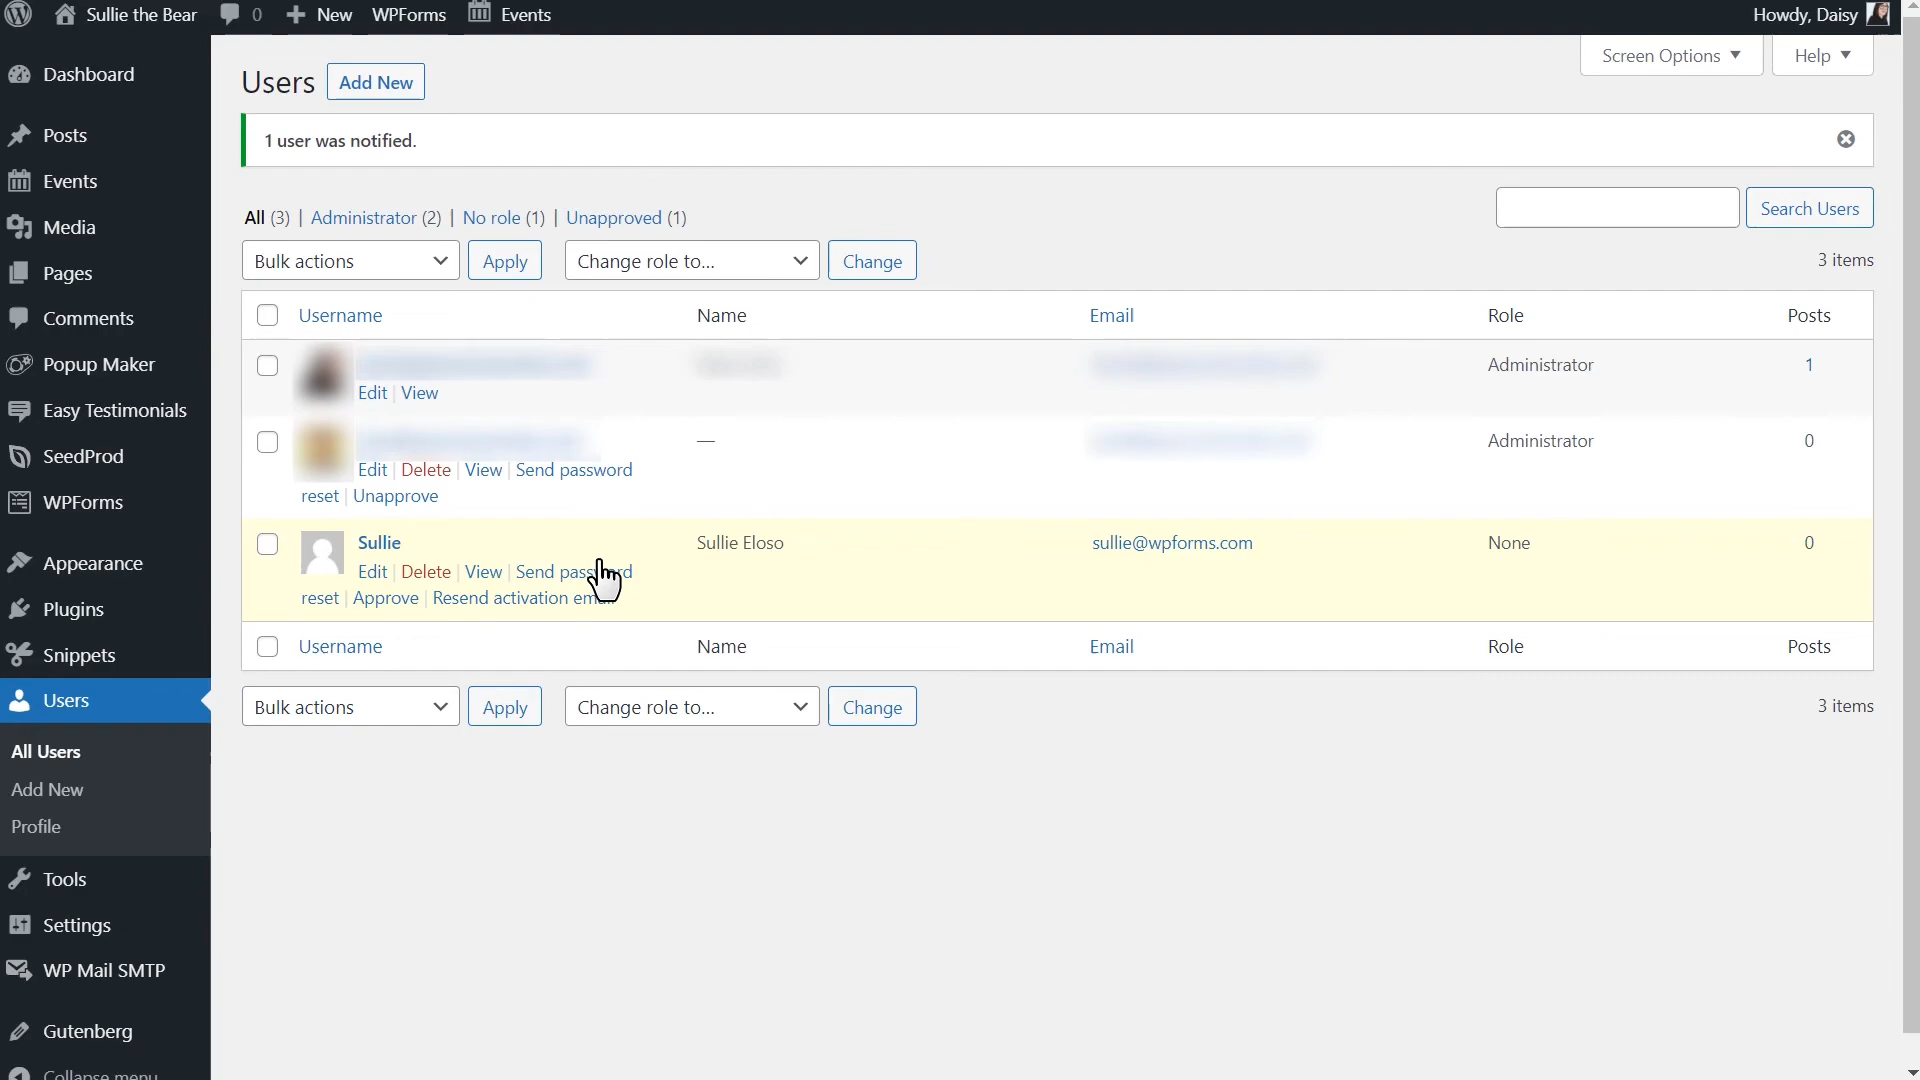 Sullie the Bear 0 New WPForms Events Howdy, Daisy
Screen Options Help
Dashboard
Posts
Events
Media
Pages
Comments
Popup Maker
Easy Testimonials
SeedProd
WPForms
Appearance
Plugins
Snippets
Users
All Users
Add New
Profile
Tools
Settings
WP Mail SMTP
Gutenberg
Collapse menu
Users Add New
1 user was notified.
All (3) | Administrator (2) | No role (1) | Unapproved (1)
Search Users
Bulk actions Apply Change role to... Change 3 items
Username Name Email Role Posts
Administrator 1
Edit | View
— Administrator 0
Edit | Delete | View | Send password
reset | Unapprove
Sullie Sullie Eloso sullie@wpforms.com None 0
Edit | Delete | View | Send password
reset | Approve | Resend activation email
Username Name Email Role Posts
Bulk actions Apply Change role to... Change 3 items